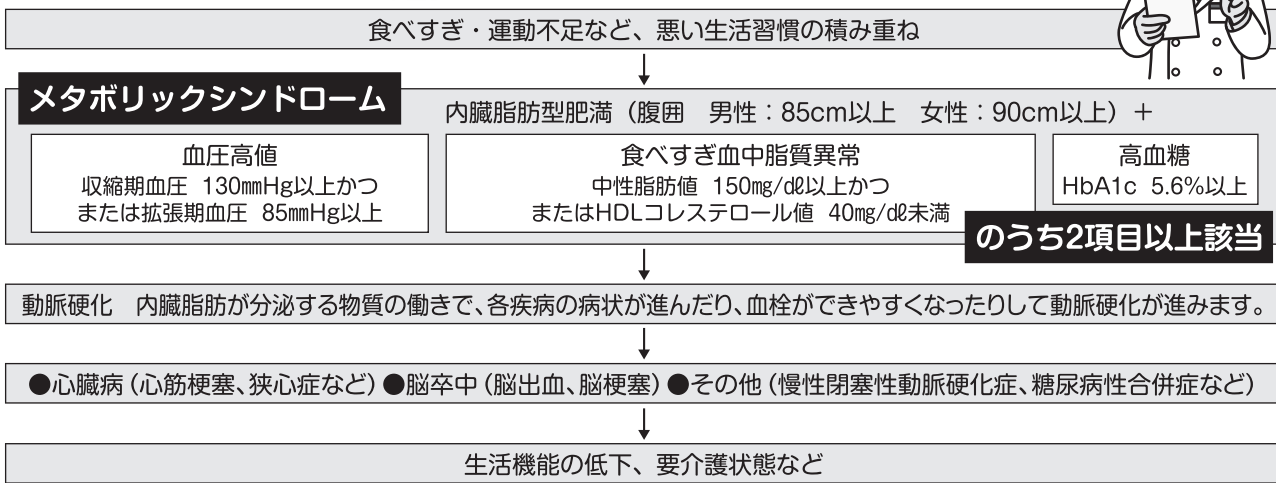 食べすぎ・運動不足など、悪い生活習慣の積み重ね
メタボリックシンドローム
内臓脂肪型肥満（腹囲　男性：85cm以上　女性：90cm以上）＋
血圧高値
収縮期血圧 130㎜Hg以上かつ
または拡張期血圧 85㎜Hg以上
食べすぎ血中脂質異常
中性脂肪値 150㎎/㎗以上かつ
またはHDLコレステロール値 40㎎/㎗未満
高血糖
HbA1c 5.6%以上
のうち2項目以上該当
動脈硬化　内臓脂肪が分泌する物質の働きで、各疾病の病状が進んだり、血栓ができやすくなったりして動脈硬化が進みます。
●心臓病（心筋梗塞、狭心症など）●脳卒中（脳出血、脳梗塞）●その他（慢性閉塞性動脈硬化症、糖尿病性合併症など）
生活機能の低下、要介護状態など